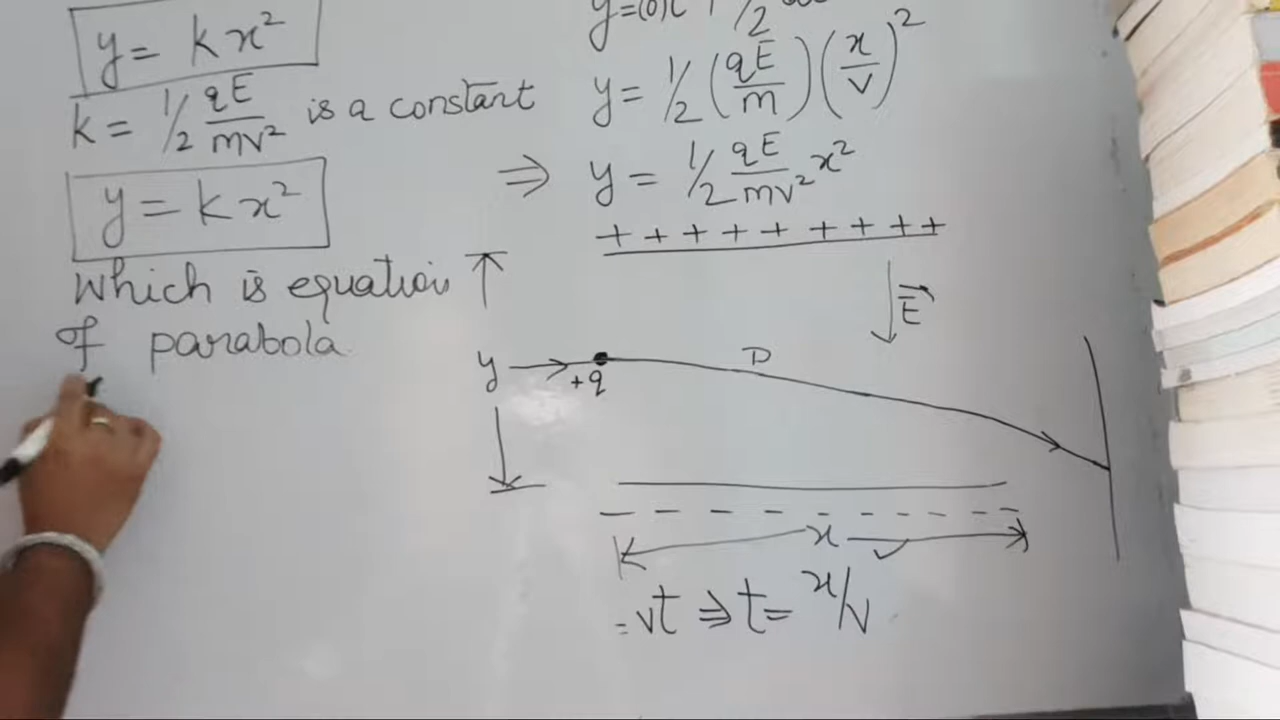 y = kx²
k = 1/2 qE/mv² is a constant
y = kx²
Which is equation
of parabola
y = 1/2 (qE/m) (x/v)²
⇒ y = 1/2 qE/mv² x²
+ + + + + + + + +
E⃗
y
+q
D
– – – – – – – –
x
= vt ⇒ t = x/v